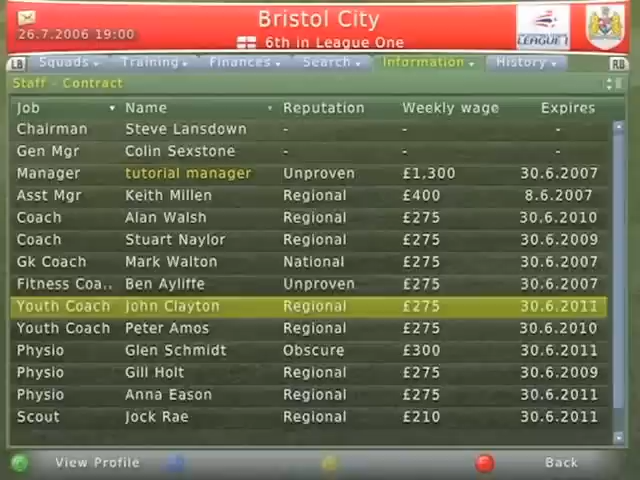 Bristol City
26.7.2006 19:00
6th in League One
LEAGUE 1
LB Squads Training Finances Search Information History RB
Staff - Contract
Job Name Reputation Weekly wage Expires
Chairman Steve Lansdown - - -
Gen Mgr Colin Sexstone - - -
Manager tutorial manager Unproven £1,300 30.6.2007
Asst Mgr Keith Millen Regional £400 8.6.2007
Coach Alan Walsh Regional £275 30.6.2010
Coach Stuart Naylor Regional £275 30.6.2009
Gk Coach Mark Walton National £275 30.6.2007
Fitness Coa.. Ben Ayliffe Unproven £275 30.6.2007
Youth Coach John Clayton Regional £275 30.6.2011
Youth Coach Peter Amos Regional £275 30.6.2010
Physio Glen Schmidt Obscure £300 30.6.2011
Physio Gill Holt Regional £275 30.6.2009
Physio Anna Eason Regional £275 30.6.2011
Scout Jock Rae Regional £210 30.6.2011
View Profile Back